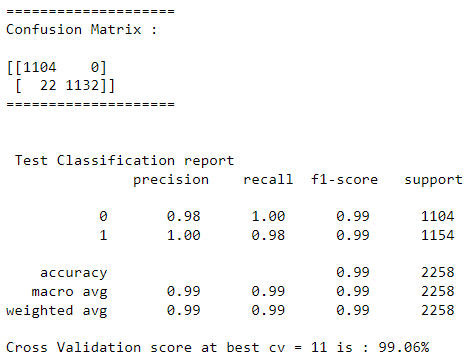 ====================
Confusion Matrix :
[[1104    0]
 [  22 1132]]
====================
 Test Classification report
               precision    recall  f1-score   support
           0       0.98      1.00      0.99      1104
           1       1.00      0.98      0.99      1154
    accuracy                           0.99      2258
   macro avg       0.99      0.99      0.99      2258
weighted avg       0.99      0.99      0.99      2258
Cross Validation score at best cv = 11 is : 99.06%